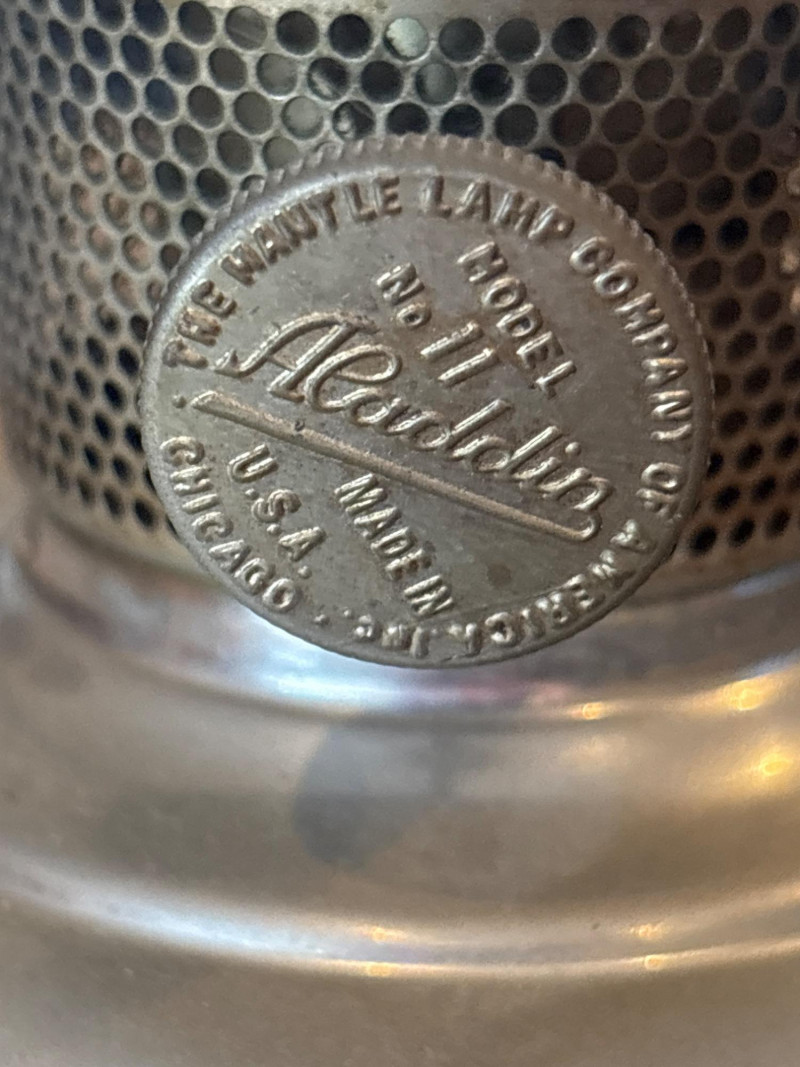 THE MANTLE LAMP COMPANY OF AMERICA INC.
MODEL
No 11
Aladdin
MADE IN
U.S.A.
CHICAGO